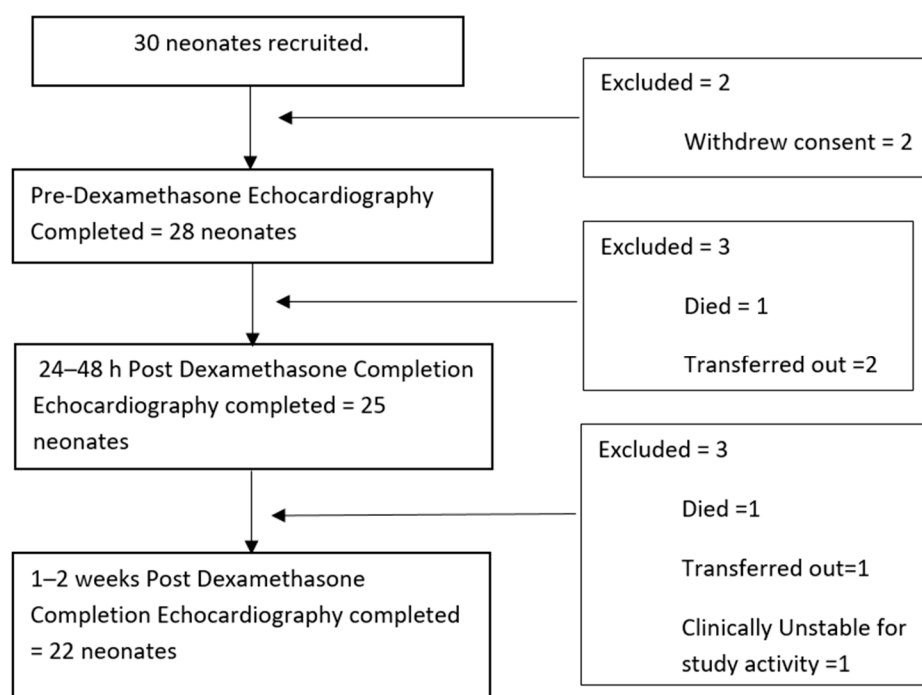 30 neonates recruited.
Excluded = 2
Withdrew consent = 2
Pre-Dexamethasone Echocardiography
Completed = 28 neonates
Excluded = 3
Died = 1
Transferred out =2
24–48 h Post Dexamethasone Completion
Echocardiography completed = 25
neonates
Excluded = 3
Died =1
Transferred out=1
Clinically Unstable for
study activity =1
1–2 weeks Post Dexamethasone
Completion Echocardiography completed
= 22 neonates